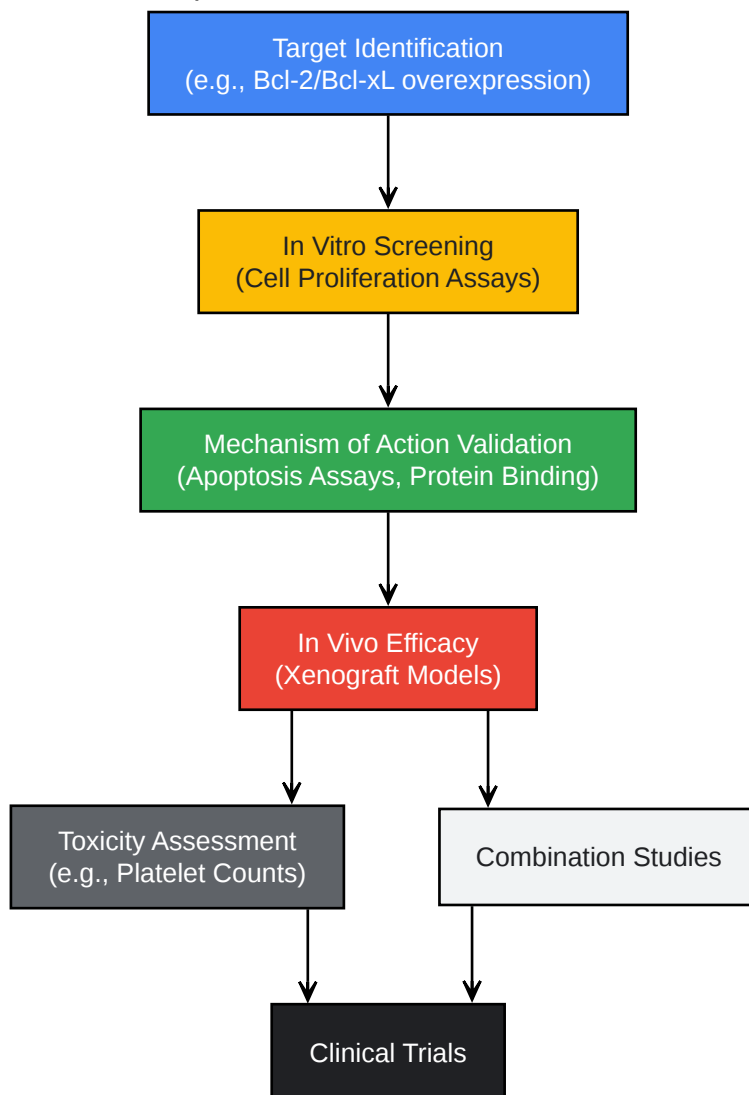 Target Identification
(e.g., Bcl-2/Bcl-xL overexpression)
In Vitro Screening
(Cell Proliferation Assays)
Mechanism of Action Validation
(Apoptosis Assays, Protein Binding)
In Vivo Efficacy
(Xenograft Models)
Toxicity Assessment
(e.g., Platelet Counts)
Combination Studies
Clinical Trials